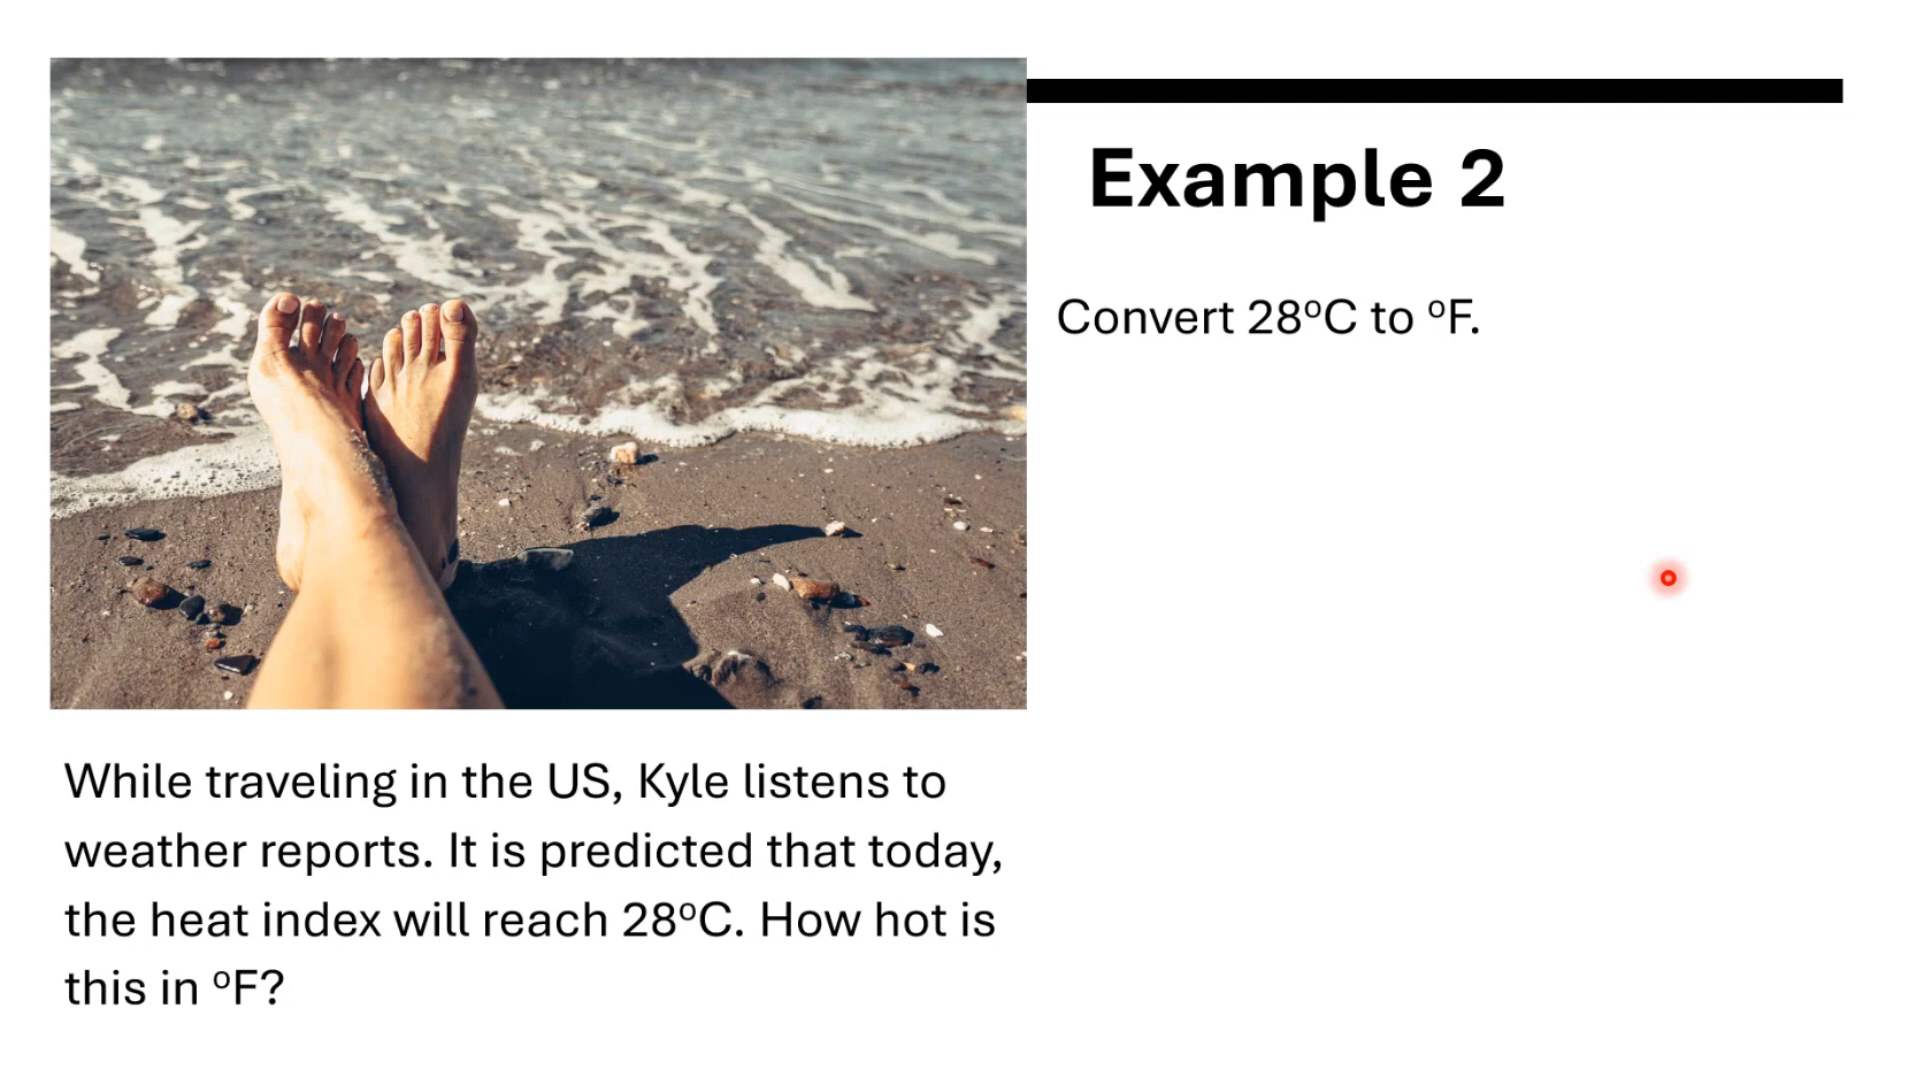 Example 2
Convert 28ºC to ºF.
While traveling in the US, Kyle listens to
weather reports. It is predicted that today,
the heat index will reach 28ºC. How hot is
this in ºF?